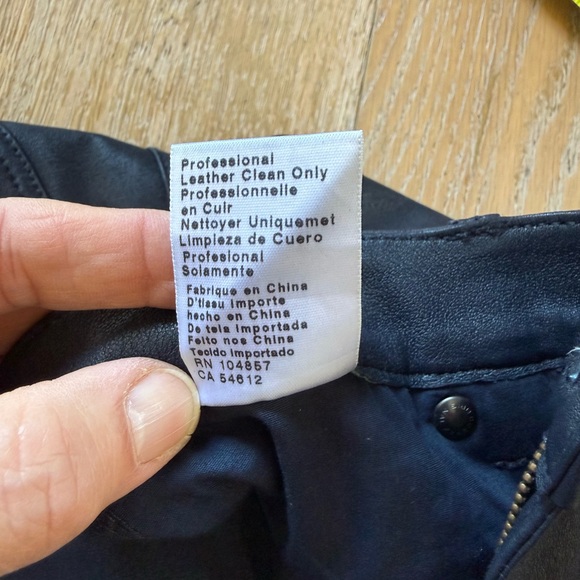 Professional
Leather Clean Only
Professionnelle
en Cuir
Nettoyer Uniquemet
Limpieza de Cuero
Profesional
Solamente
Fabrique en China
D'tissu Importe
hecho en China
De tela Importada
Feito nos China
Tecido Importado
RN 104857
CA 54612